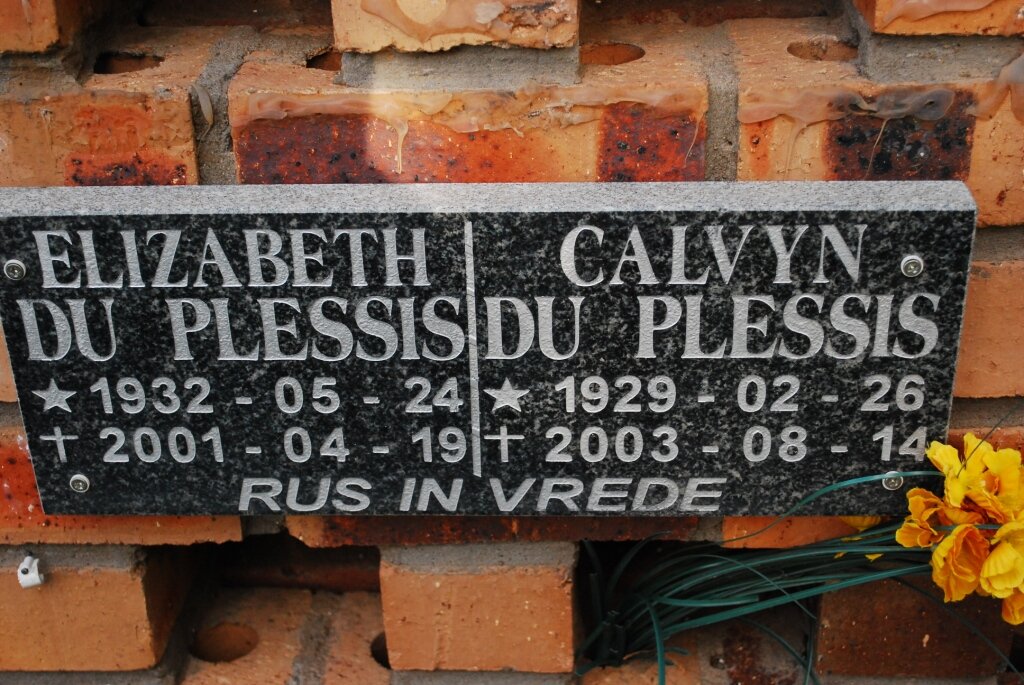 ELIZABETH
DU PLESSIS
★ 1932 - 05 - 24
✝ 2001 - 04 - 19
CALVYN
DU PLESSIS
★ 1929 - 02 - 26
✝ 2003 - 08 - 14
RUS IN VREDE